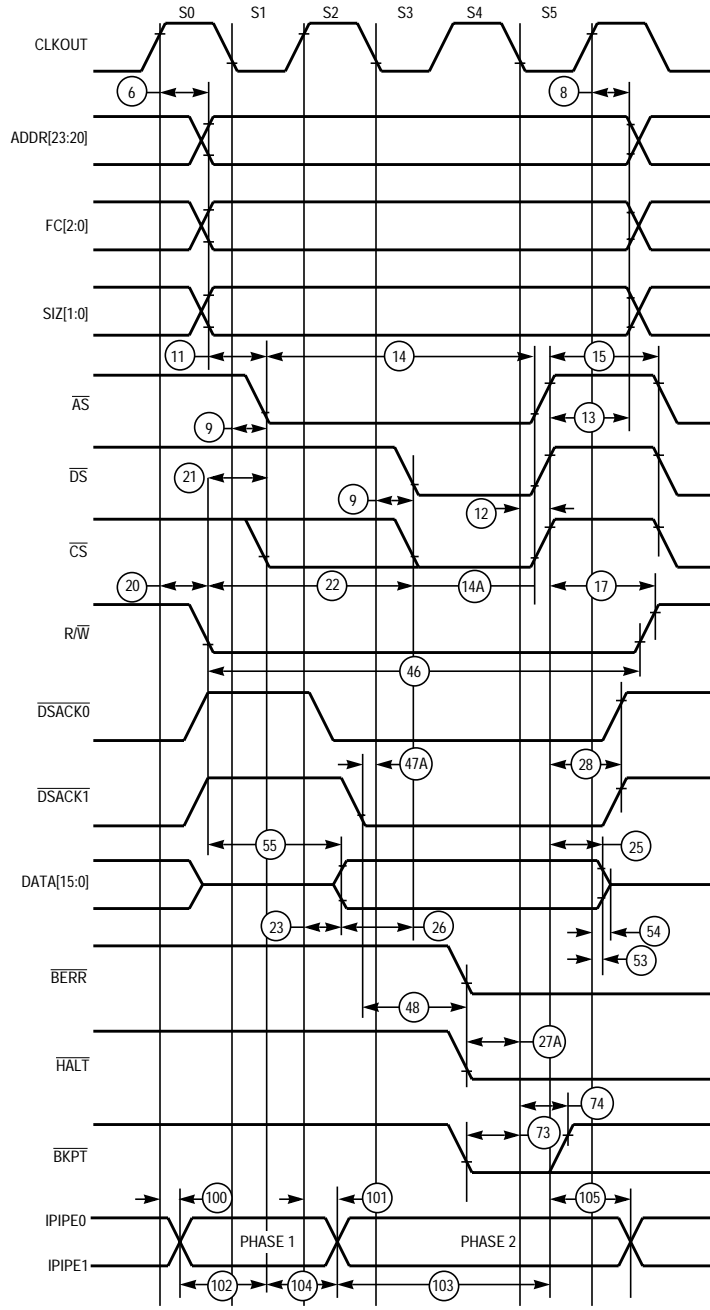 S0 S1 S2 S3 S4 S5
CLKOUT
6 8
ADDR[23:20]
FC[2:0]
SIZ[1:0]
11 14 15
AS
9 13
DS
21 9 12
CS
20 22 14A 17
R/W
46
DSACK0
47A 28
DSACK1
55 25
DATA[15:0]
23 26 54
53
BERR
48
27A
HALT
74
73
BKPT
100 101 105
IPIPE0
PHASE 1 PHASE 2
IPIPE1
102 104 103